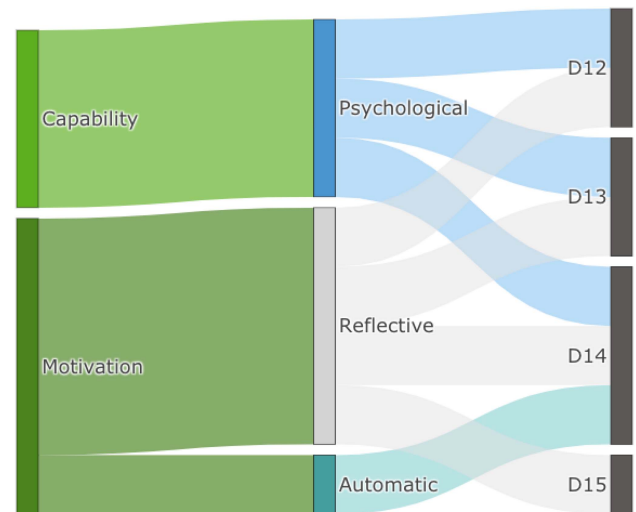 Capability
Motivation
Psychological
Reflective
Automatic
D12
D13
D14
D15